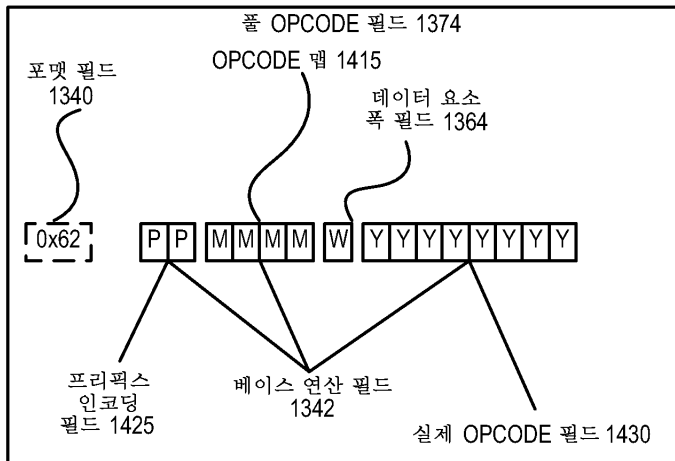 풀 OPCODE 필드 1374
OPCODE 맵 1415
포맷 필드
1340
데이터 요소
폭 필드 1364
0x62 P P M M M M W Y Y Y Y Y Y Y Y
프리픽스
인코딩
필드 1425
베이스 연산 필드
1342
실제 OPCODE 필드 1430